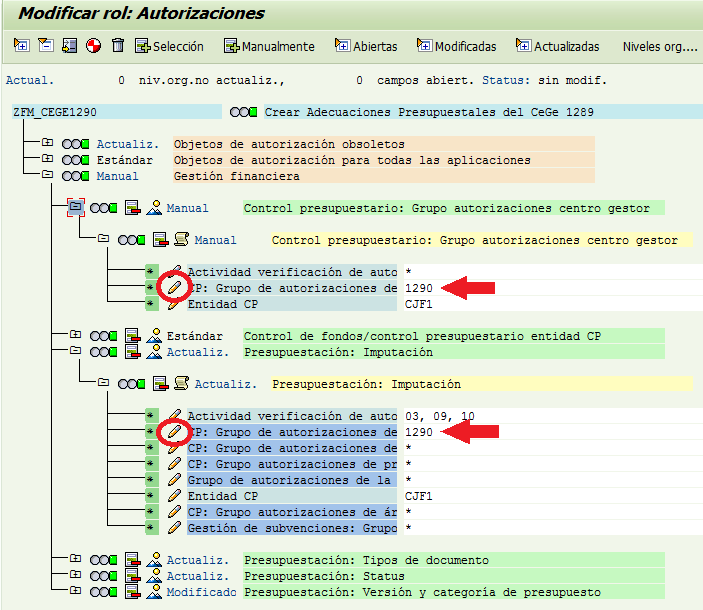 Modificar rol: Autorizaciones
Selección Manualmente Abiertas Modificadas Actualizadas Niveles org....
Actual. 0 niv.org.no actualiz., 0 campos abiert. Status: sin modif.
ZFM_CEGE1290 Crear Adecuaciones Presupuestales del CeGe 1289
Actualiz. Objetos de autorización obsoletos
Estándar Objetos de autorización para todas las aplicaciones
Manual Gestión financiera
Manual Control presupuestario: Grupo autorizaciones centro gestor
Manual Control presupuestario: Grupo autorizaciones centro gestor
* Actividad verificación de auto *
* CP: Grupo de autorizaciones de 1290
* Entidad CP CJF1
Estándar Control de fondos/control presupuestario entidad CP
Actualiz. Presupuestación: Imputación
Actualiz. Presupuestación: Imputación
* Actividad verificación de auto 03, 09, 10
* CP: Grupo de autorizaciones de 1290
* CP: Grupo de autorizaciones de *
* CP: Grupo autorizaciones de pr *
* Grupo de autorizaciones de la *
* Entidad CP CJF1
* CP: Grupo autorizaciones de ár *
* Gestión de subvenciones: Grupo *
Actualiz. Presupuestación: Tipos de documento
Actualiz. Presupuestación: Status
Modificado Presupuestación: Versión y categoría de presupuesto